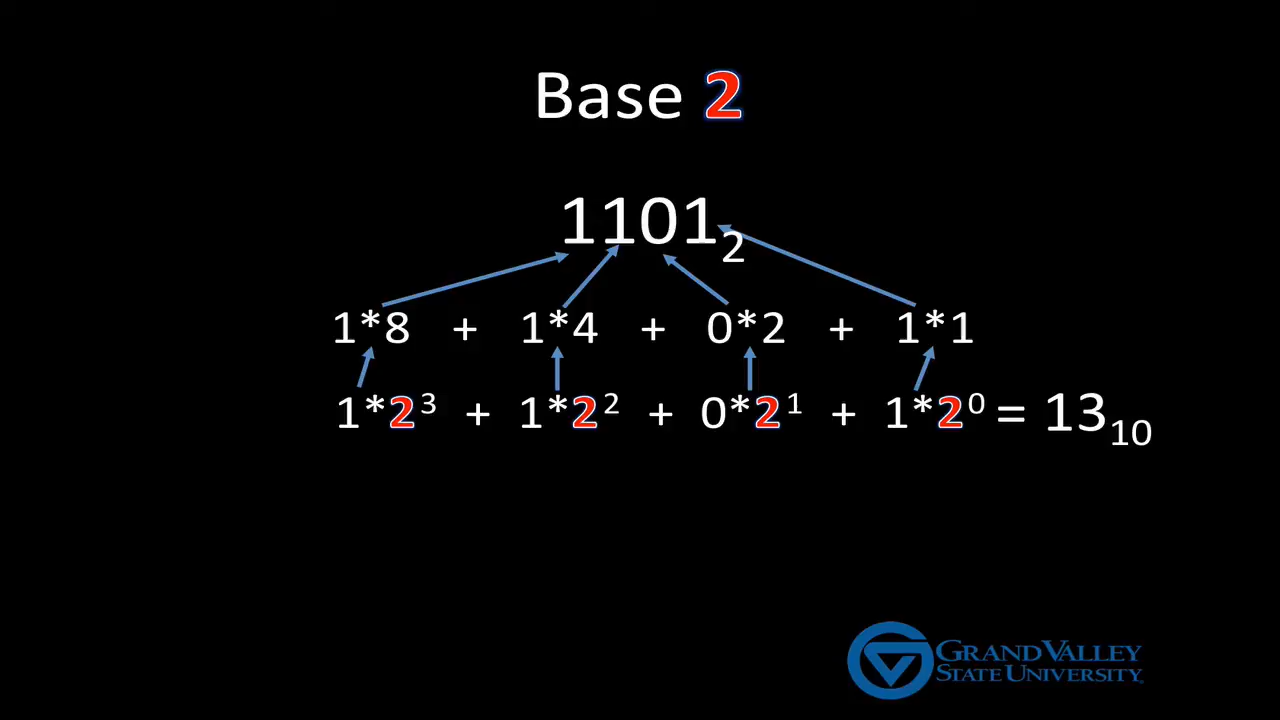 Base 2
1101₂
1*8 + 1*4 + 0*2 + 1*1
1*2³ + 1*2² + 0*2¹ + 1*2⁰ = 13₁₀
GRAND VALLEY
STATE UNIVERSITY